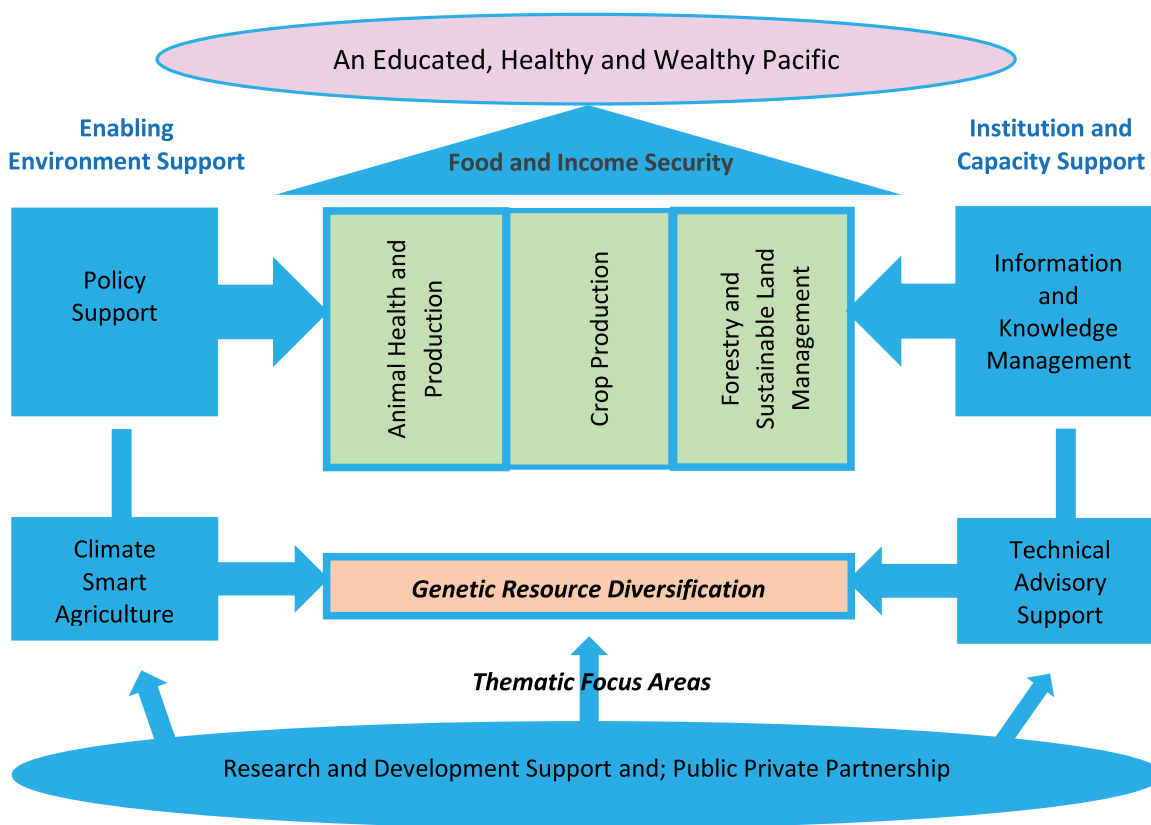 An Educated, Healthy and Wealthy Pacific
Enabling
Environment Support
Food and Income Security
Institution and
Capacity Support
Policy
Support
Animal Health and
Production
Crop Production
Forestry and
Sustainable Land
Management
Information
and
Knowledge
Management
Climate
Smart
Agriculture
Genetic Resource Diversification
Technical
Advisory
Support
Thematic Focus Areas
Research and Development Support and; Public Private Partnership